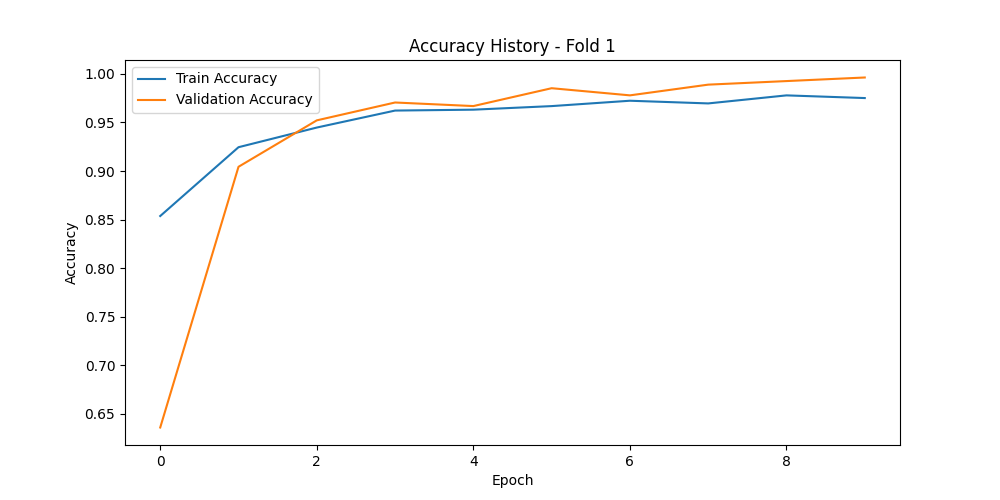 Accuracy History - Fold 1
Train Accuracy
Validation Accuracy
1.00
0.95
0.90
0.85
0.80
0.75
0.70
0.65
Accuracy
0 2 4 6 8
Epoch